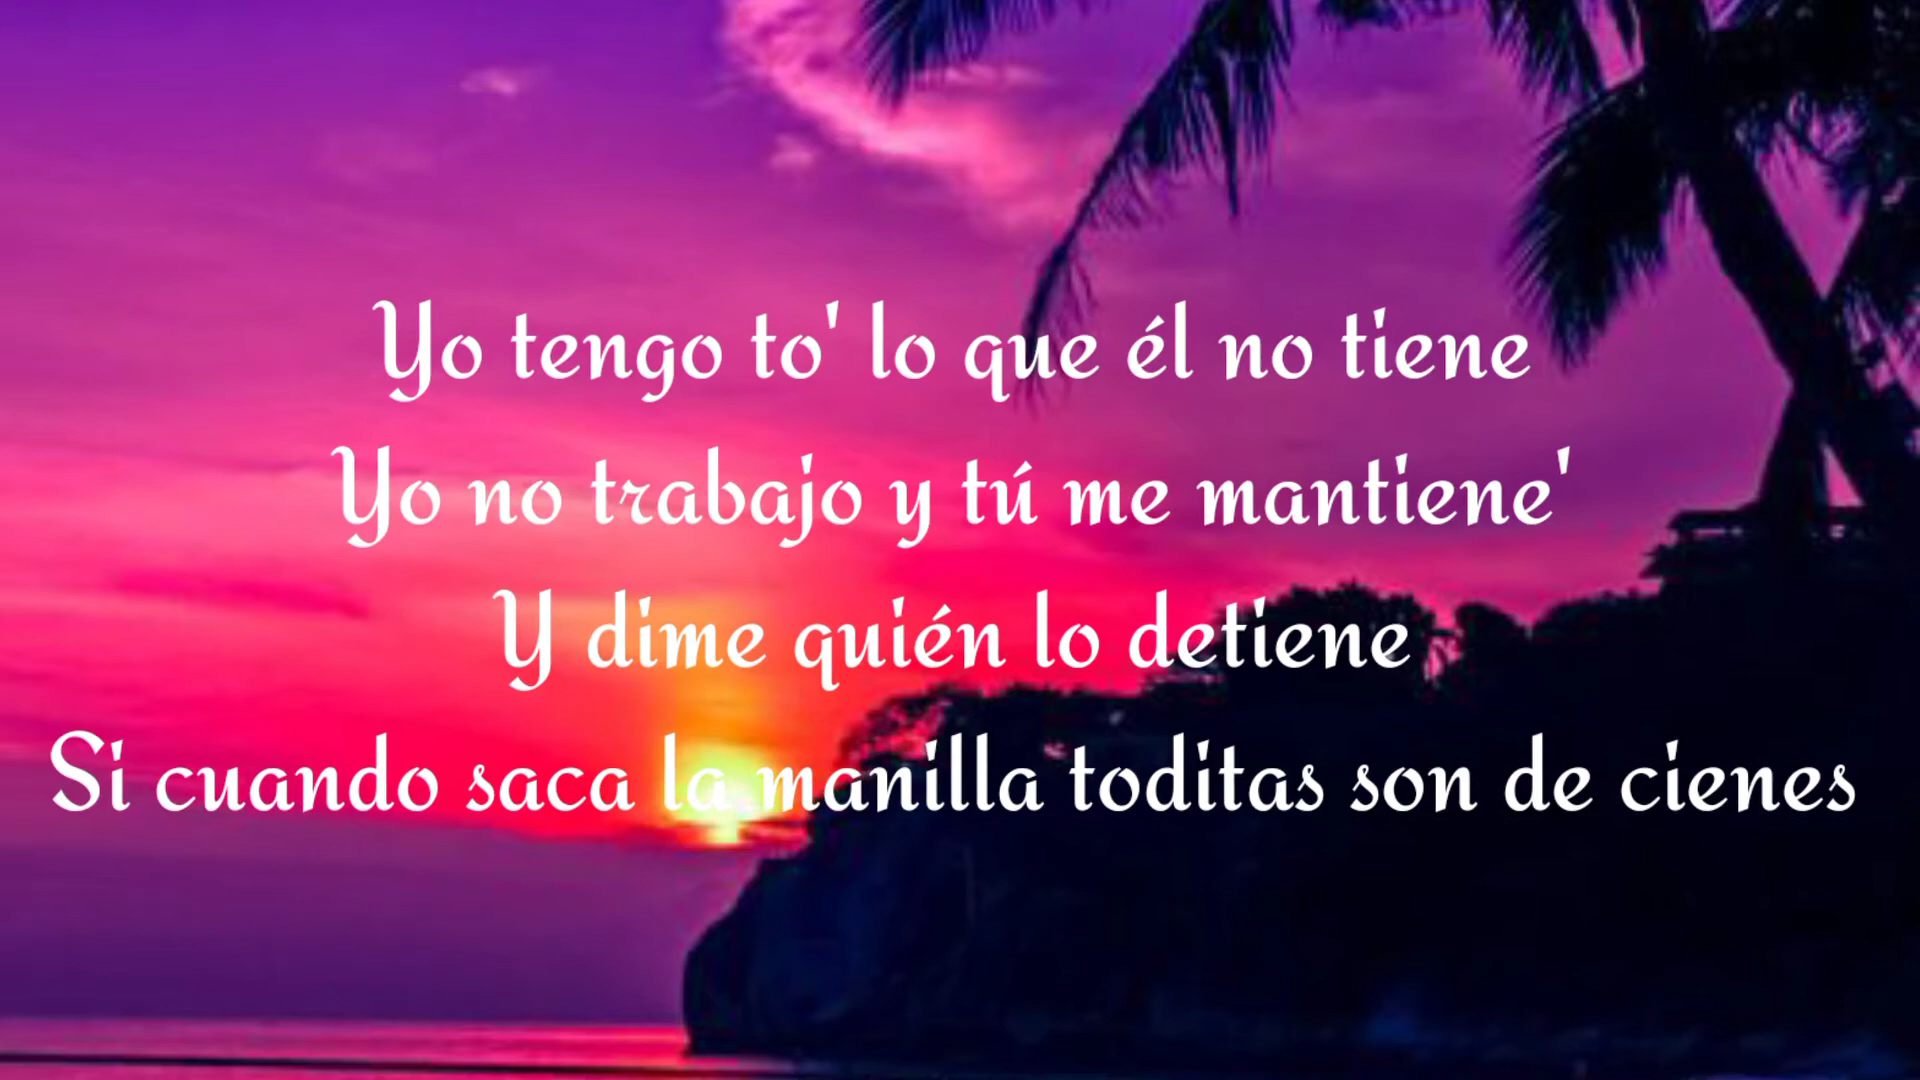 Yo tengo to' lo que él no tiene
Yo no trabajo y tú me mantiene'
Y dime quién lo detiene
Si cuando saca la manilla toditas son de cienes